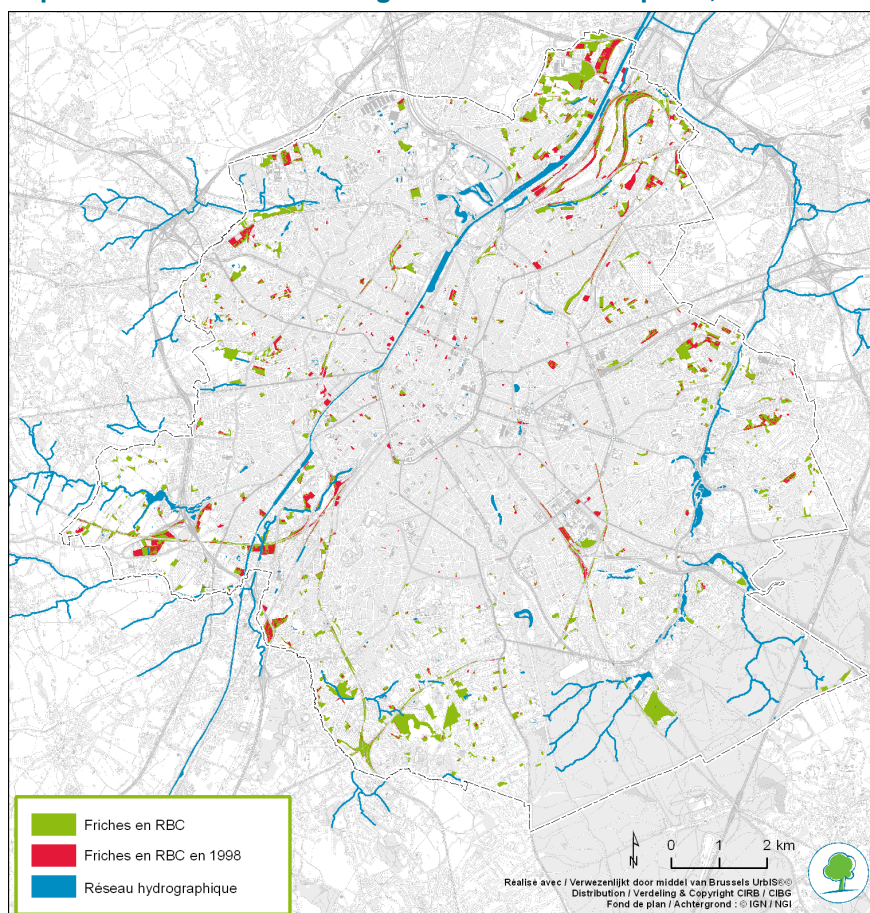 Friches en RBC
Friches en RBC en 1998
Réseau hydrographique
N
0 1 2 km
Réalisé avec / Verwezenlijkt door middel van Brussels UrbIS®©
Distribution / Verdeling & Copyright CIRB / CIBG
Fond de plan / Achtergrond : © IGN / NGI